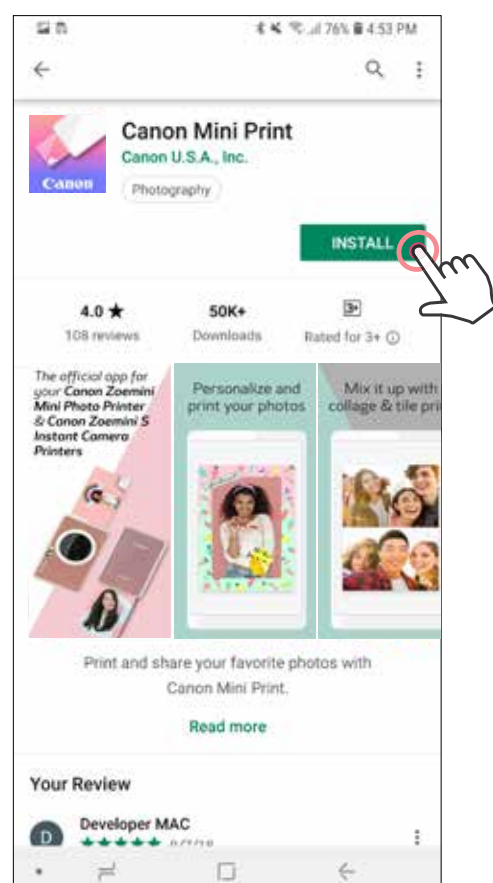 76% 4:53 PM
Canon Mini Print
Canon U.S.A., Inc.
Canon
Photography
INSTALL
4.0 ★
50K+
3+
108 reviews
Downloads
Rated for 3+
The official app for
your Canon Zoemini
Mini Photo Printer
& Canon Zoemini S
Instant Camera
Printers
Personalize and
print your photos
Mix it up with
collage & tile
Print and share your favorite photos with
Canon Mini Print.
Read more
Your Review
D
Developer MAC